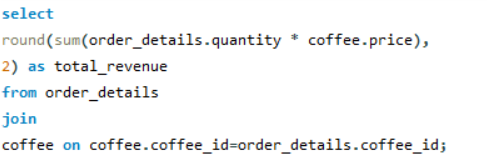 select
round(sum(order_details.quantity * coffee.price),
2) as total_revenue
from order_details
join
coffee on coffee.coffee_id=order_details.coffee_id;